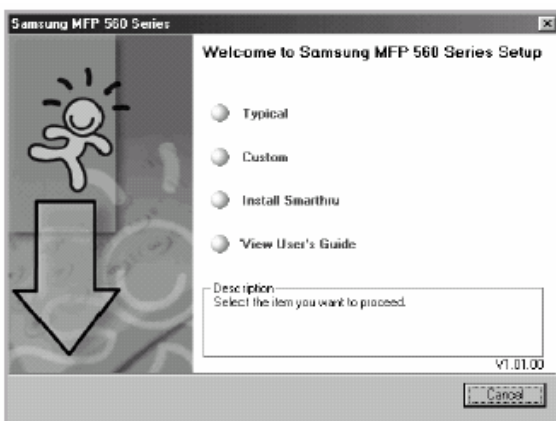 Samsung MFP 560 Series
Welcome to Samsung MFP 560 Series Setup
Typical
Custom
Install Smarthru
View User's Guide
Description
Select the item you want to proceed.
V1.01.00
Cancel